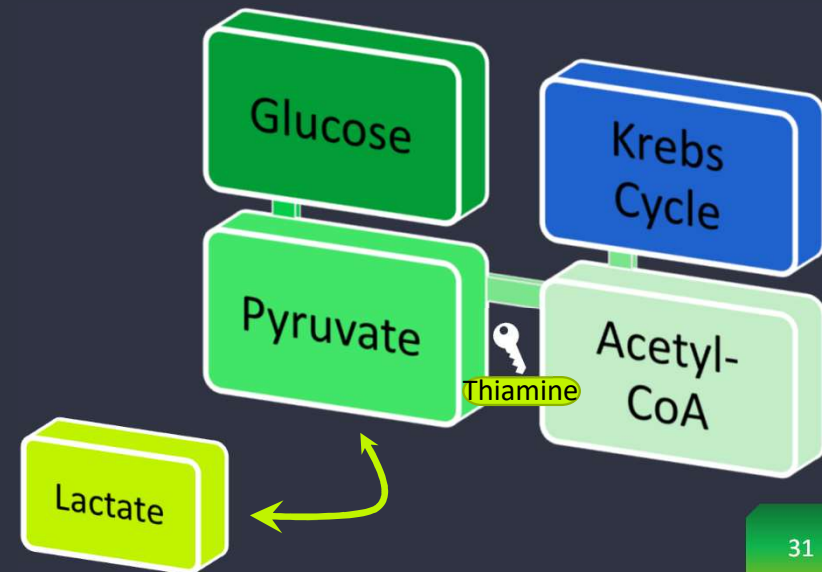 Glucose
Krebs
Cycle
Pyruvate
Thiamine
Acetyl-
CoA
Lactate
31